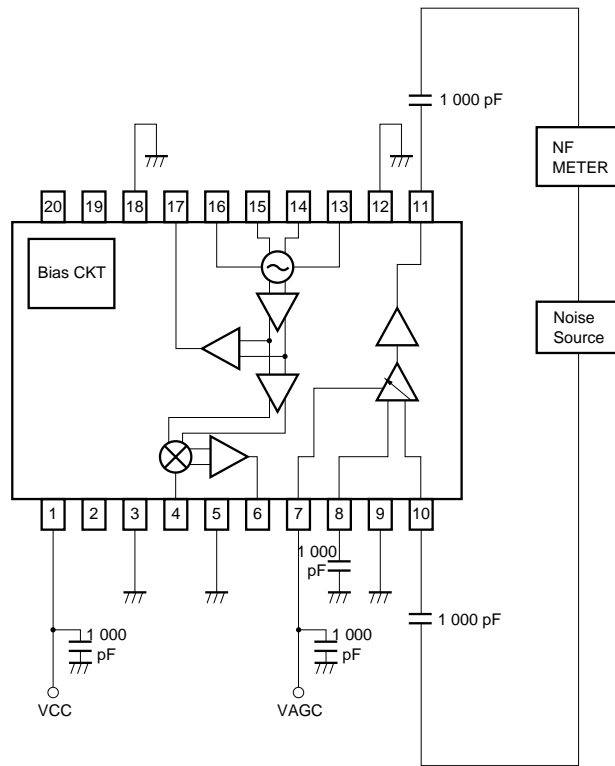 1 000 pF
NF
METER
20 19 18 17 16 15 14 13 12 11
Bias CKT
Noise
Source
1 2 3 4 5 6 7 8 9 10
1 000
pF
1 000 pF
1 000
pF
1 000
pF
VCC
VAGC